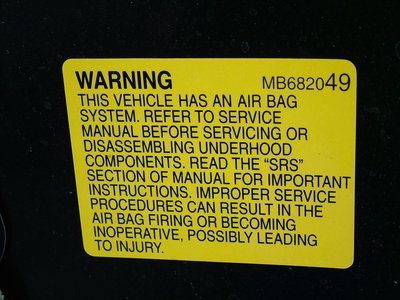 WARNING MB682049
THIS VEHICLE HAS AN AIR BAG
SYSTEM. REFER TO SERVICE
MANUAL BEFORE SERVICING OR
DISASSEMBLING UNDERHOOD
COMPONENTS. READ THE “SRS”
SECTION OF MANUAL FOR IMPORTANT
INSTRUCTIONS. IMPROPER SERVICE
PROCEDURES CAN RESULT IN THE
AIR BAG FIRING OR BECOMING
INOPERATIVE, POSSIBLY LEADING
TO INJURY.